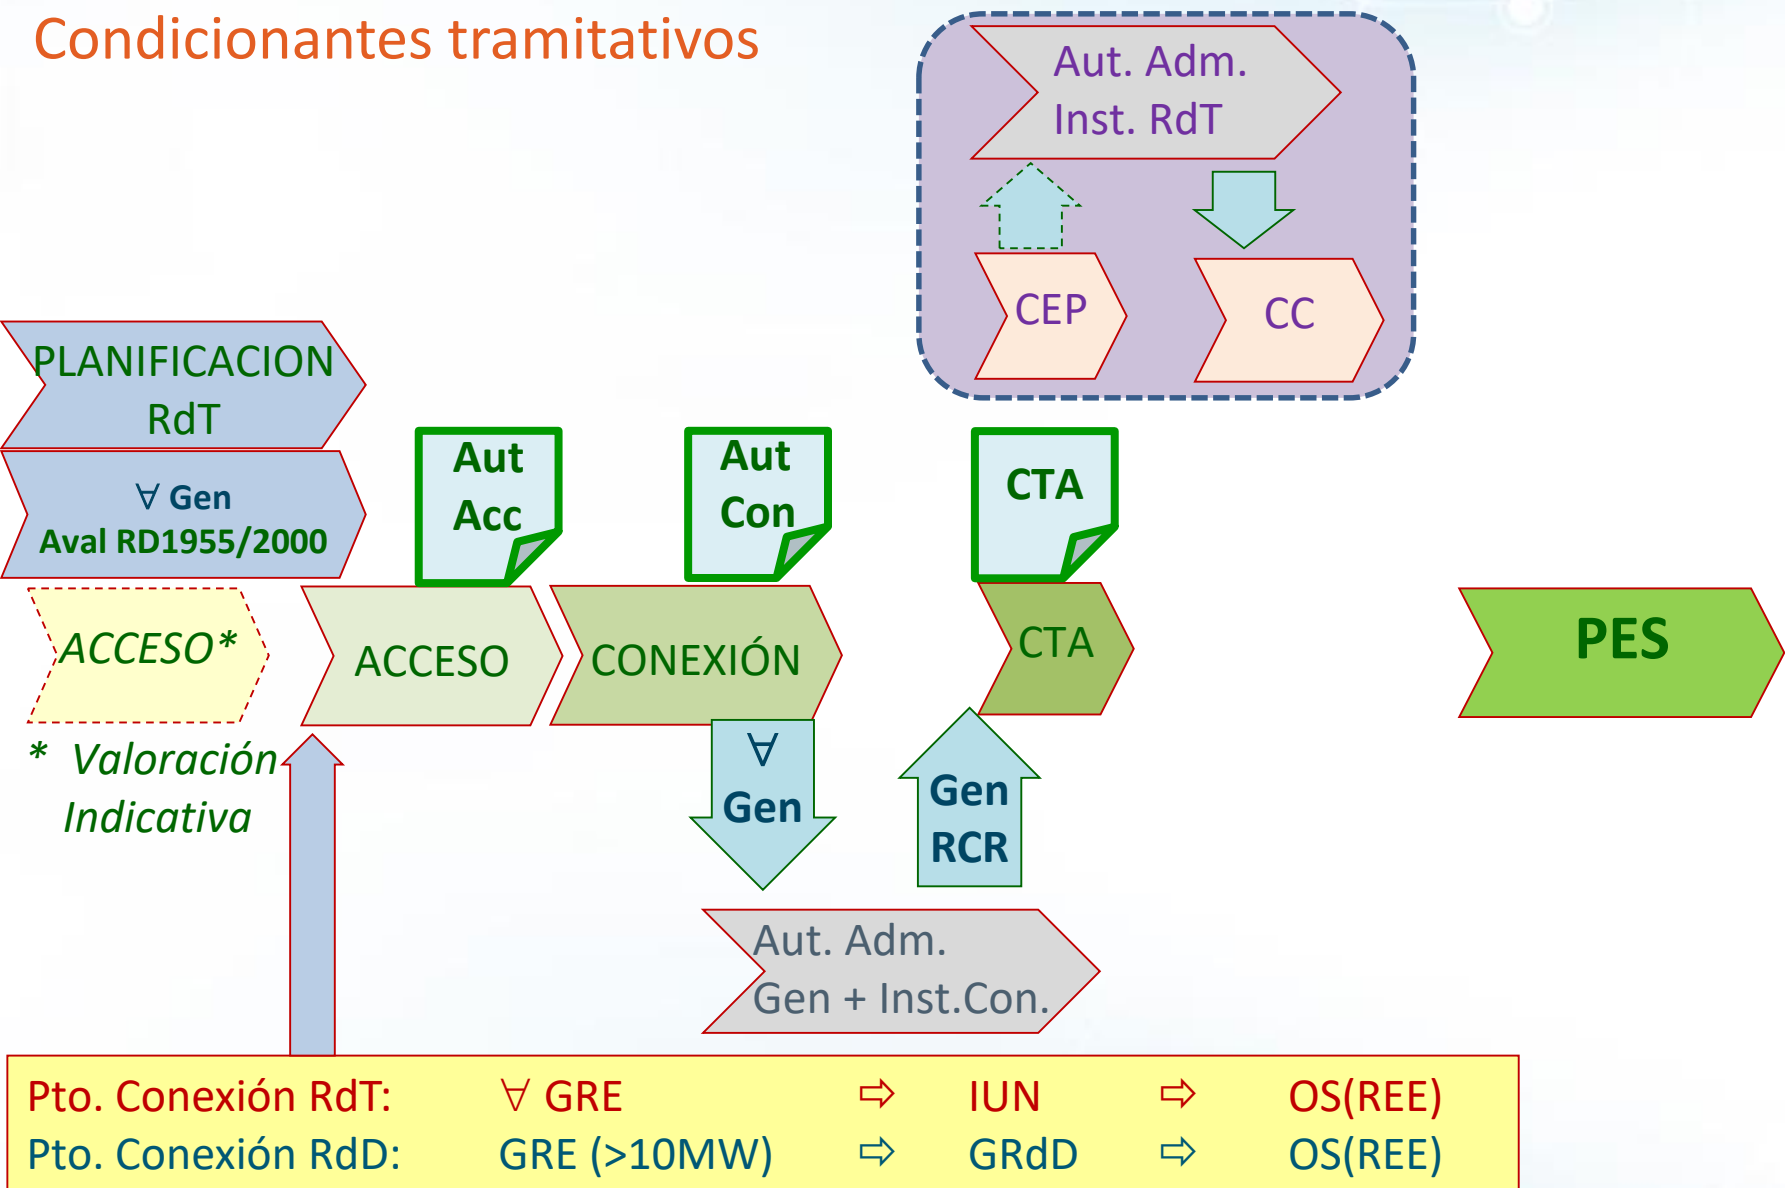 Condicionantes tramitativos
Aut. Adm.
Inst. RdT
CEP
CC
PLANIFICACION
RdT
∀ Gen
Aval RD1955/2000
Aut
Acc
Aut
Con
CTA
ACCESO*
ACCESO
CONEXIÓN
CTA
PES
* Valoración
Indicativa
∀
Gen
Gen
RCR
Aut. Adm.
Gen + Inst.Con.
Pto. Conexión RdT: ∀ GRE ⇨ IUN ⇨ OS(REE)
Pto. Conexión RdD: GRE (>10MW) ⇨ GRdD ⇨ OS(REE)